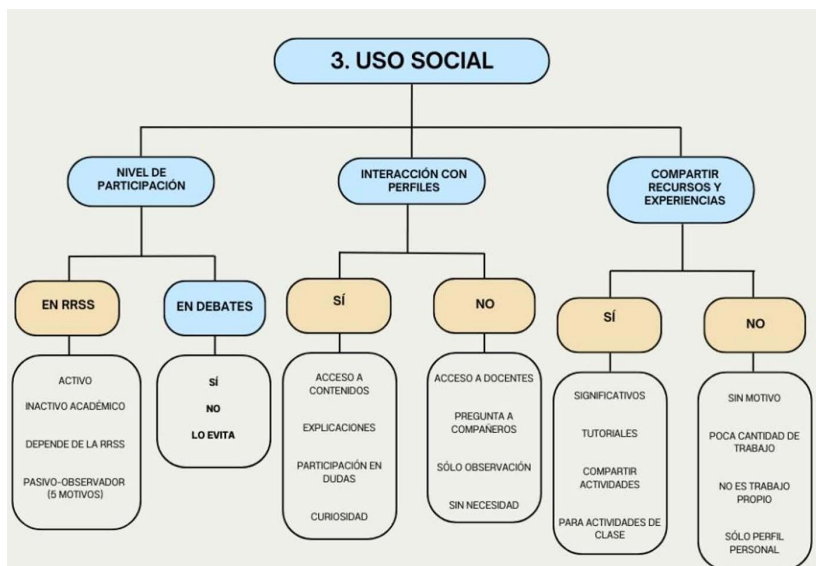 3. USO SOCIAL
NIVEL DE
PARTICIPACIÓN
INTERACCIÓN CON
PERFILES
COMPARTIR
RECURSOS Y
EXPERIENCIAS
EN RRSS
EN DEBATES
SÍ
NO
SÍ
NO
ACTIVO
INACTIVO ACADÉMICO
DEPENDE DE LA RRSS
PASIVO-OBSERVADOR
(5 MOTIVOS)
SÍ
NO
LO EVITA
ACCESO A
CONTENIDOS
EXPLICACIONES
PARTICIPACIÓN EN
DUDAS
CURIOSIDAD
ACCESO A DOCENTES
PREGUNTA A
COMPAÑEROS
SÓLO OBSERVACIÓN
SIN NECESIDAD
SIGNIFICATIVOS
TUTORIALES
COMPARTIR
ACTIVIDADES
PARA ACTIVIDADES DE
CLASE
SIN MOTIVO
POCA CANTIDAD DE
TRABAJO
NO ES TRABAJO
PROPIO
SÓLO PERFIL
PERSONAL